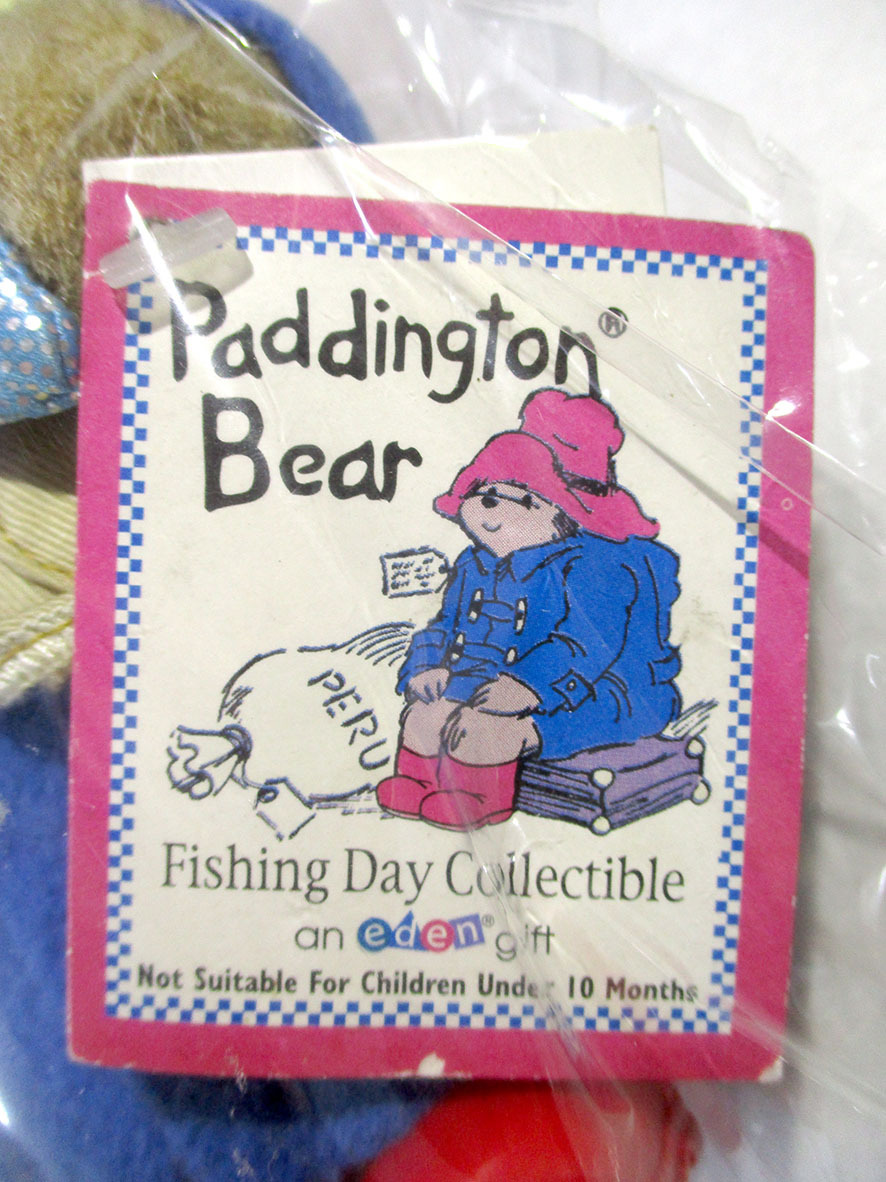 Paddington®
Bear
PERU
Fishing Day Collectible
an eden® gift
Not Suitable For Children Under 10 Months